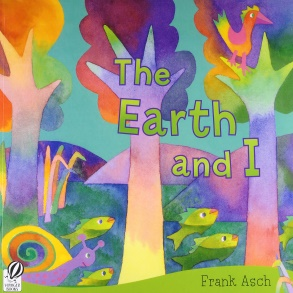 The
Earth
and I
Frank Asch